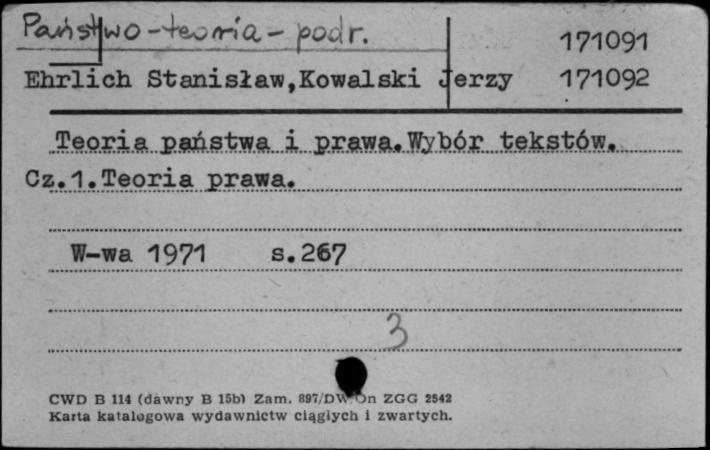 Państwo-teoria- podr.
171091
Ehrlich Stanisław,Kowalski Jerzy 171092
Teoria państwa i prawa.Wybór tekstów.
Cz.1.Teoria prawa.
W-wa 1971 s.267
3
CWD B 114 (dawny B 15b) Zam. 897/DW/On ZGG 2542
Karta katalogowa wydawnictw ciągłych i zwartych.